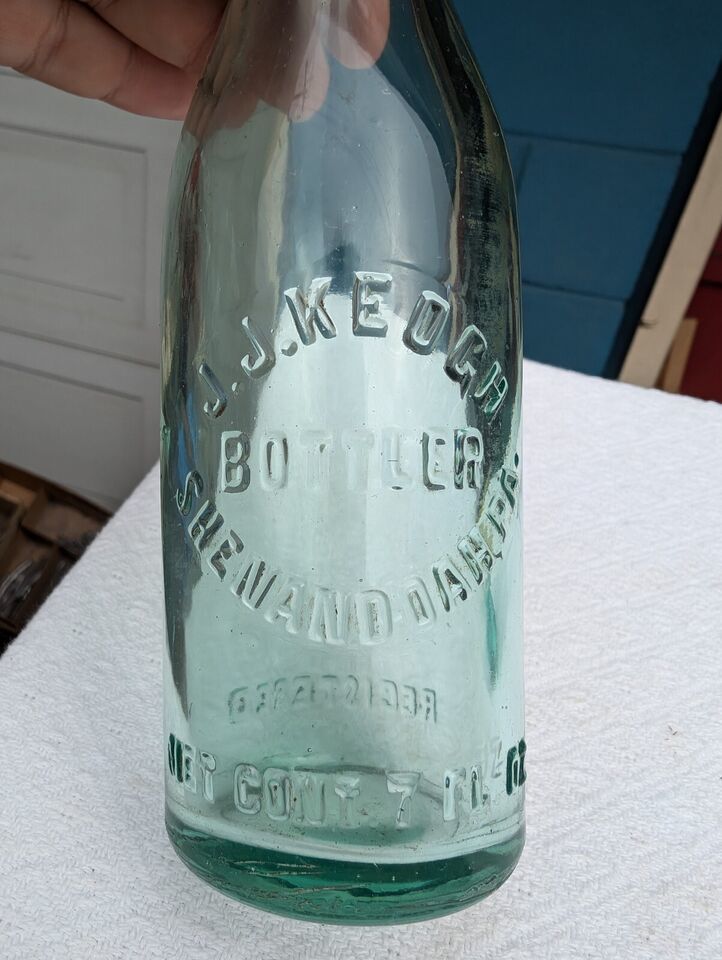 J.J.KEOGH
BOTTLER
SHENANDOAH, PA.
REGISTERED
NET CONT. 7 FL. OZ.